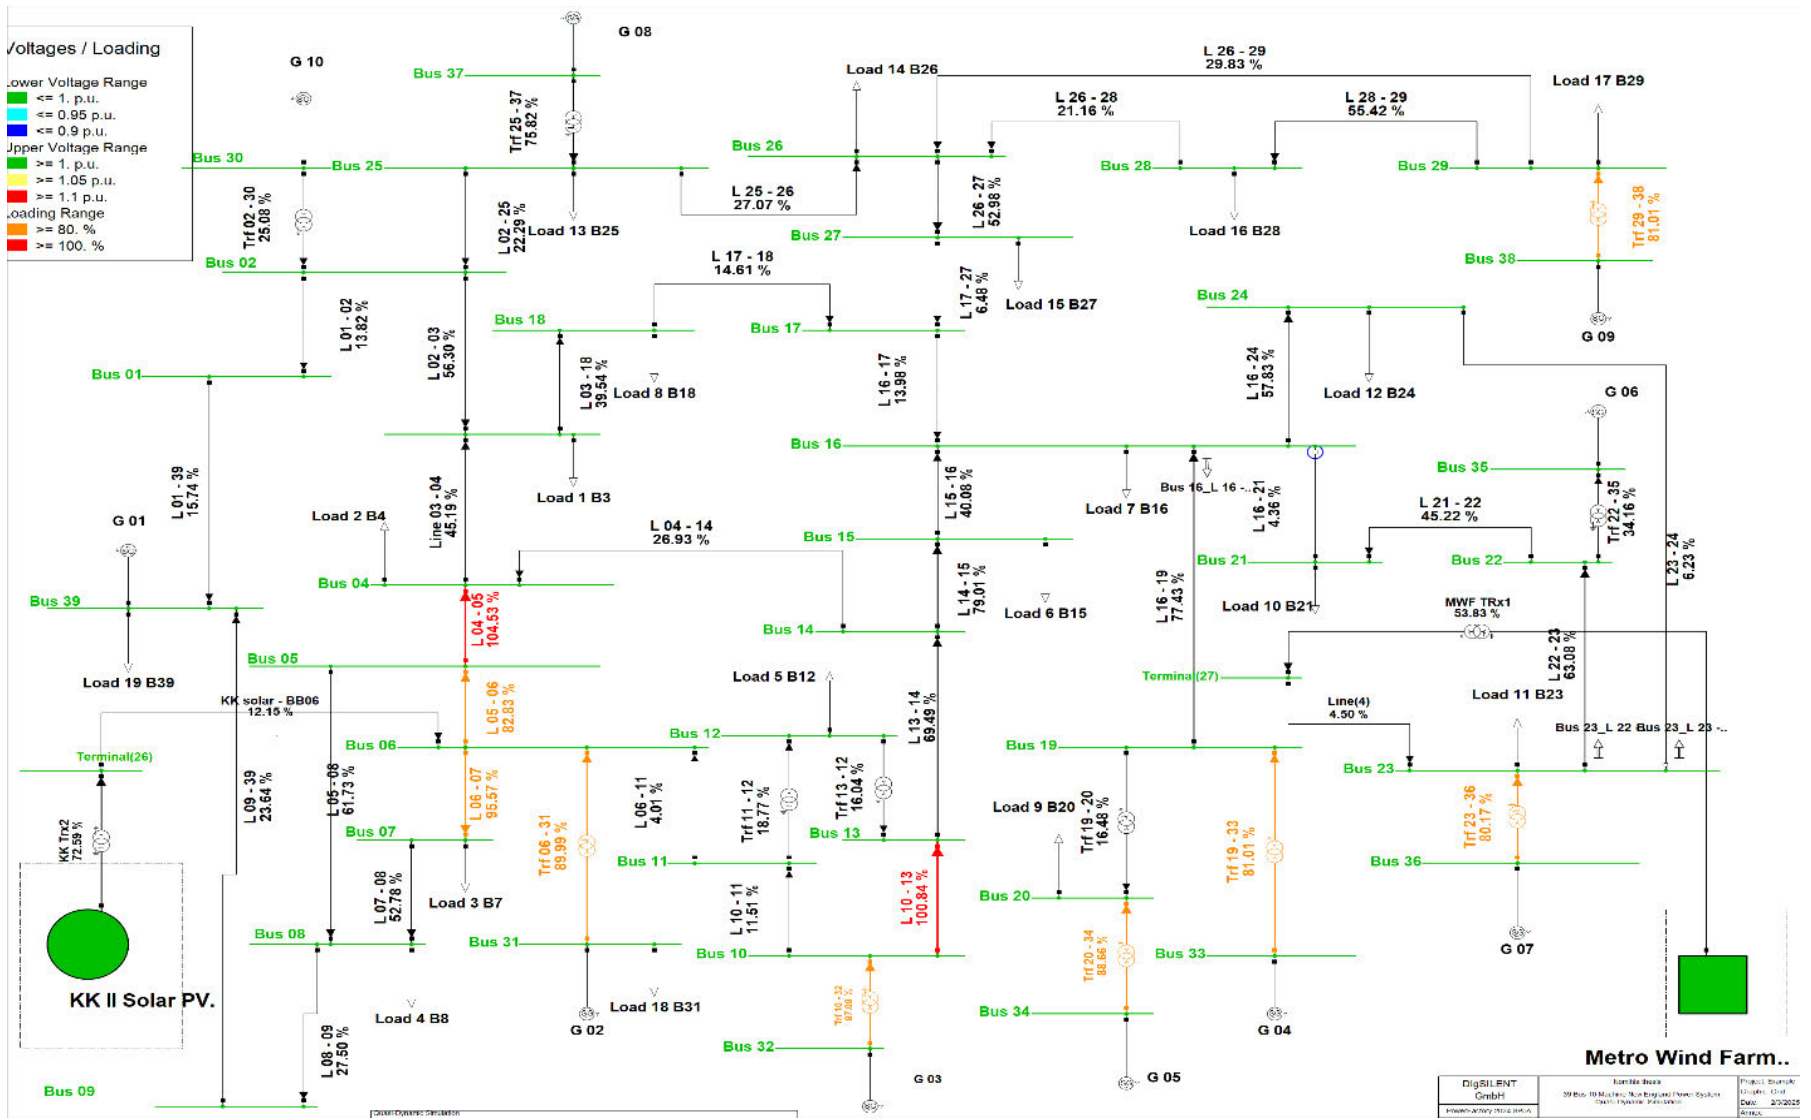 Voltages / Loading
Lower Voltage Range
<= 1. p.u.
<= 0.95 p.u.
<= 0.9 p.u.
Upper Voltage Range
>= 1. p.u.
>= 1.05 p.u.
>= 1.1 p.u.
Loading Range
>= 80. %
>= 100. %
G 10
G 08
Bus 37
Trf 25 - 37
75.82 %
Load 14 B26
L 26 - 29
29.83 %
L 26 - 28
21.16 %
L 28 - 29
55.42 %
Load 17 B29
Bus 30
Bus 25
Bus 26
Bus 28
Bus 29
Trf 02 - 30
25.08 %
L 02 - 25
22.29 %
Load 13 B25
L 25 - 26
27.07 %
L 26 - 27
52.98 %
Load 16 B28
Trf 29 - 38
81.01 %
Bus 02
Bus 27
Bus 38
L 17 - 18
14.61 %
L 17 - 27
6.48 %
Load 15 B27
Bus 24
G 09
L 01 - 02
13.82 %
L 02 - 03
56.30 %
Bus 18
Bus 17
Bus 01
L 03 - 18
39.54 %
Load 8 B18
L 16 - 17
13.98 %
L 16 - 24
57.83 %
Load 12 B24
G 06
Bus 16
Bus 35
L 01 - 39
15.74 %
Line 03 - 04
45.19 %
Load 1 B3
L 15 - 16
40.08 %
Load 7 B16
Bus 16_L 16 -..
L 16 - 21
4.36 %
L 21 - 22
45.22 %
Trf 22 - 35
34.16 %
G 01
Load 2 B4
L 04 - 14
26.93 %
Bus 15
Bus 21
Bus 22
L 23 - 24
6.23 %
Bus 04
L 14 - 15
79.01 %
Load 6 B15
L 16 - 19
77.43 %
Load 10 B21
MWF TRx1
53.83 %
Bus 39
L 04 - 05
104.53 %
Bus 14
L 22 - 23
63.08 %
Bus 05
Load 19 B39
Load 5 B12
Terminal(27)
Load 11 B23
KK solar - BB06
12.15 %
L 05 - 06
82.83 %
L 13 - 14
69.49 %
Line(4)
4.50 %
Bus 23_L 22
Bus 23_L 23 -..
Terminal(26)
Bus 06
Bus 12
Bus 19
Bus 23
L 09 - 39
23.64 %
L 05 - 08
61.73 %
L 06 - 07
95.57 %
Trf 06 - 31
89.99 %
L 06 - 11
4.01 %
Trf 11 - 12
18.77 %
Trf 13 - 12
16.04 %
Load 9 B20
Trf 19 - 20
16.48 %
Trf 19 - 33
81.01 %
Trf 23 - 36
80.17 %
KK Trx2
72.59 %
Bus 07
Bus 11
Bus 13
Bus 36
L 07 - 08
52.78 %
Load 3 B7
L 10 - 11
11.51 %
L 10 - 13
100.84 %
Bus 20
Bus 08
Bus 31
Bus 10
Trf 20 - 34
88.66 %
Bus 33
G 07
KK II Solar PV.
Load 4 B8
Load 18 B31
G 02
Bus 34
G 04
L 08 - 09
27.50 %
Bus 32
G 03
G 05
Metro Wind Farm..
Bus 09
Quasi-Dynamic Simulation
DIgSILENT
GmbH
39 Bus 10 Machine New England Power System
Quasi Dynamic Simulation
Project: Example
Graphic: Grid
Date:
Annex: